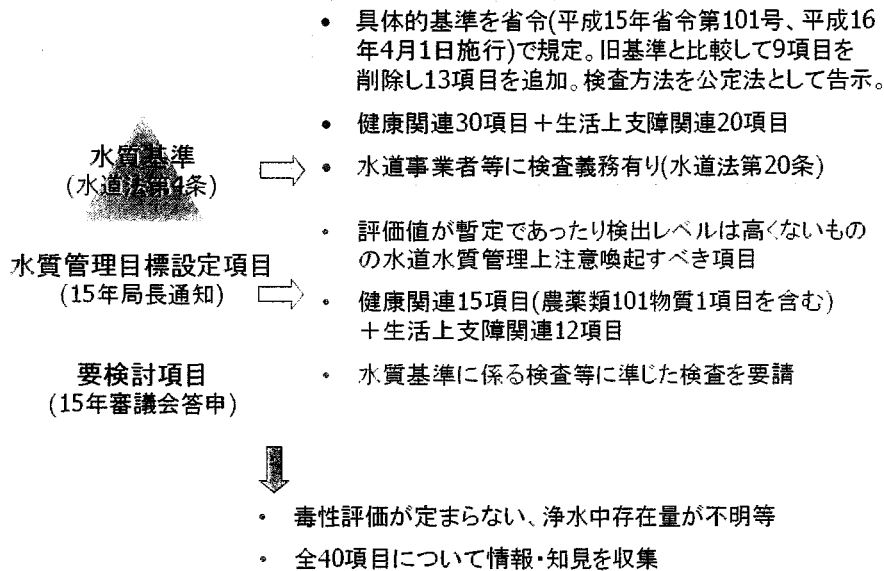 • 具体的基準を省令(平成15年省令第101号、平成16
年4月1日施行)で規定。旧基準と比較して9項目を
削除し13項目を追加。検査方法を公定法として告示。
• 健康関連30項目＋生活上支障関連20項目
• 水道事業者等に検査義務有り(水道法第20条)
水質基準
(水道法第4条)
• 評価値が暫定であったり検出レベルは高くないもの
の水道水質管理上注意喚起すべき項目
• 健康関連15項目(農薬類101物質1項目を含む)
＋生活上支障関連12項目
• 水質基準に係る検査等に準じた検査を要請
水質管理目標設定項目
(15年局長通知)
要検討項目
(15年審議会答申)
• 毒性評価が定まらない、浄水中存在量が不明等
• 全40項目について情報・知見を収集